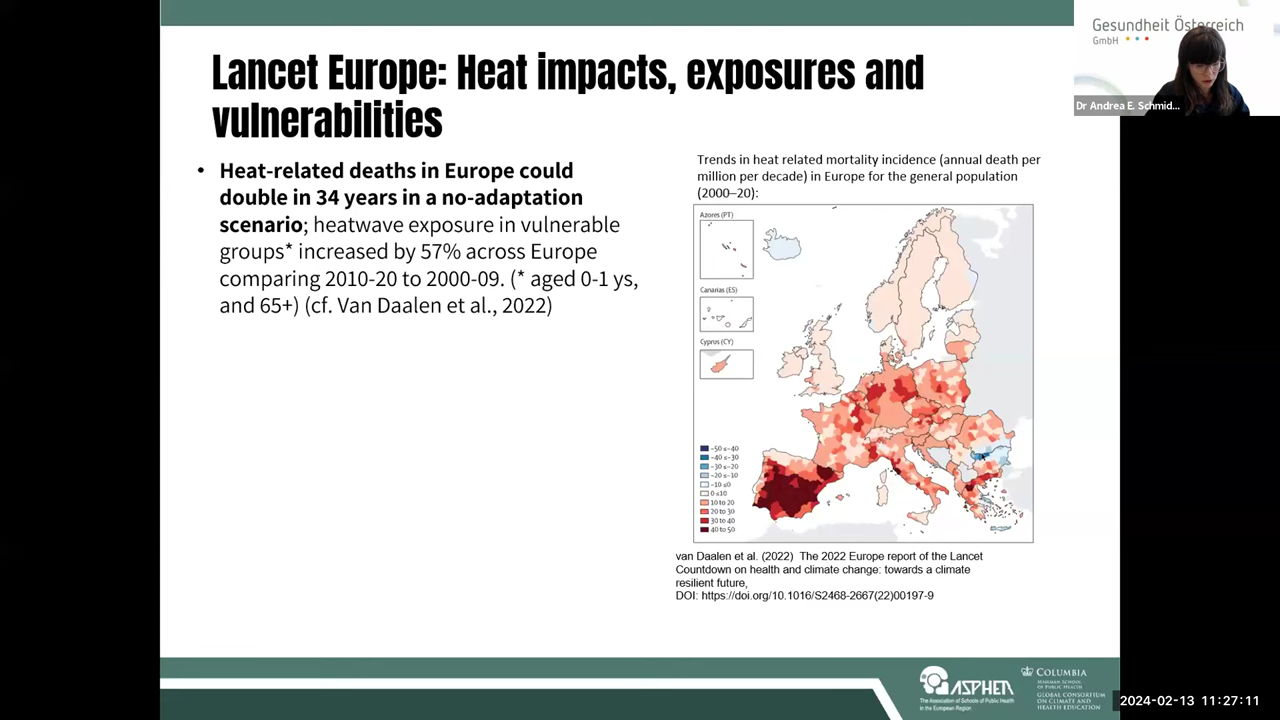 Lancet Europe: Heat impacts, exposures and
vulnerabilities
• Heat-related deaths in Europe could
double in 34 years in a no-adaptation
scenario; heatwave exposure in vulnerable
groups* increased by 57% across Europe
comparing 2010-20 to 2000-09. (* aged 0-1 ys,
and 65+) (cf. Van Daalen et al., 2022)
Trends in heat related mortality incidence (annual death per
million per decade) in Europe for the general population
(2000–20):
Azores (PT)
Canarias (ES)
Cyprus (CY)
-50 ≤-40
-40 ≤-30
-30 ≤-20
-20 ≤-10
-10 ≤0
0 ≤10
10 to 20
20 to 30
30 to 40
40 to 50
van Daalen et al. (2022) The 2022 Europe report of the Lancet
Countdown on health and climate change: towards a climate
resilient future,
DOI: https://doi.org/10.1016/S2468-2667(22)00197-9
Gesundheit Österreich
GmbH
Dr Andrea E. Schmid...
ASPHER
The Association of Schools of Public Health
in the European Region
COLUMBIA
MAILMAN SCHOOL
OF PUBLIC HEALTH
GLOBAL CONSORTIUM
ON CLIMATE AND
HEALTH EDUCATION
2024-02-13 11:27:11